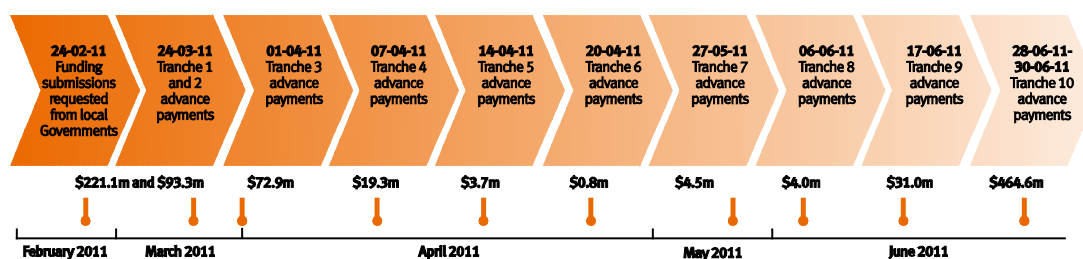 24-02-11
Funding
submissions
requested
from local
Governments
24-03-11
Tranche 1
and 2
advance
payments
01-04-11
Tranche 3
advance
payments
07-04-11
Tranche 4
advance
payments
14-04-11
Tranche 5
advance
payments
20-04-11
Tranche 6
advance
payments
27-05-11
Tranche 7
advance
payments
06-06-11
Tranche 8
advance
payments
17-06-11
Tranche 9
advance
payments
28-06-11-
30-06-11
Tranche 10
advance
payments
$221.1m and $93.3m
$72.9m
$19.3m
$3.7m
$0.8m
$4.5m
$4.0m
$31.0m
$464.6m
February 2011
March 2011
April 2011
May 2011
June 2011